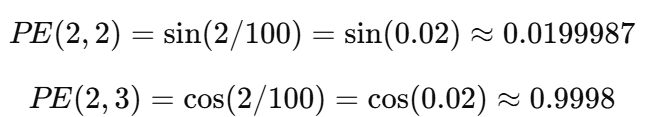 PE(2, 2) = sin(2/100) = sin(0.02) ≈ 0.0199987
PE(2, 3) = cos(2/100) = cos(0.02) ≈ 0.9998